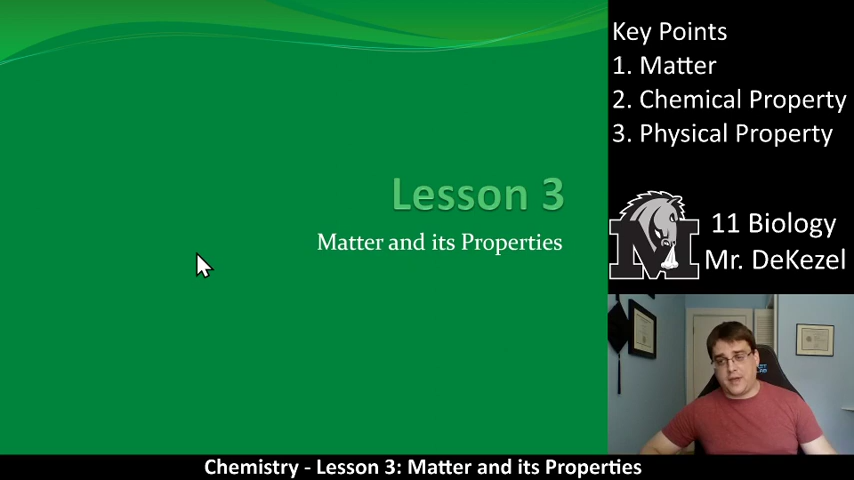 Lesson 3
Matter and its Properties
Key Points
1. Matter
2. Chemical Property
3. Physical Property
M
11 Biology
Mr. DeKezel
Chemistry - Lesson 3: Matter and its Properties